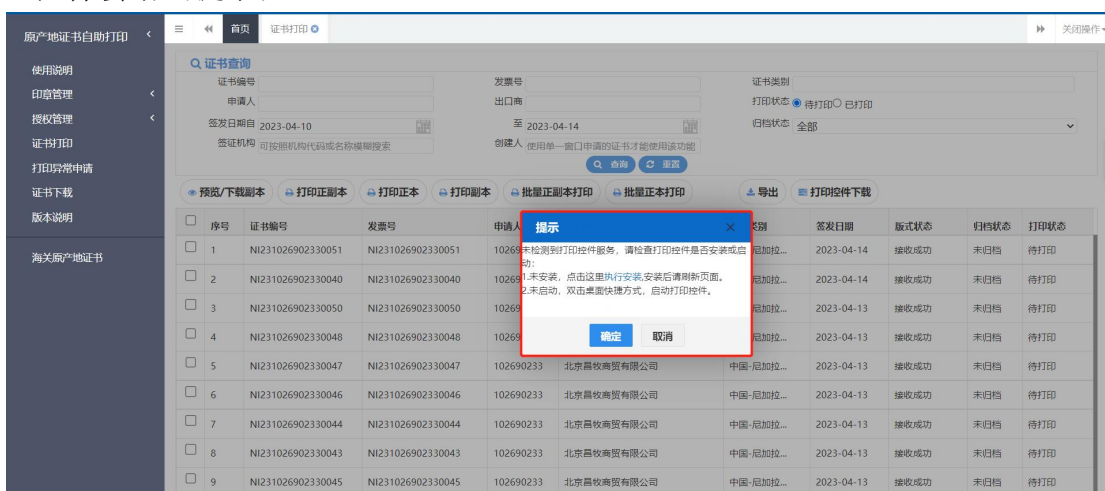 原产地证书自助打印
首页 证书打印
关闭操作
使用说明
印章管理
授权管理
证书打印
打印异常申请
证书下载
版本说明
海关原产地证书
证书查询
证书编号 发票号 证书类别
申请人 出口商 打印状态 待打印 已打印
签发日期自 2023-04-10 至 2023-04-14 归档状态 全部
签证机构 可按照机构代码或名称模糊搜索 创建人 使用单一窗口申请的证书才能使用该功能
查询 重置
预览/下载副本 打印正副本 打印正本 打印副本 批量正副本打印 批量正本打印 导出 打印控件下载
序号 证书编号 发票号 申请人 类别 签发日期 版式状态 归档状态 打印状态
1 NI231026902330051 NI231026902330051 10269 尼加拉... 2023-04-14 接收成功 未归档 待打印
2 NI231026902330040 NI231026902330040 10269 尼加拉... 2023-04-14 接收成功 未归档 待打印
3 NI231026902330050 NI231026902330050 10269 尼加拉... 2023-04-13 接收成功 未归档 待打印
4 NI231026902330048 NI231026902330048 10269 尼加拉... 2023-04-13 接收成功 未归档 待打印
5 NI231026902330047 NI231026902330047 102690233 北京昌牧商贸有限公司 中国-尼加拉... 2023-04-13 接收成功 未归档 待打印
6 NI231026902330046 NI231026902330046 102690233 北京昌牧商贸有限公司 中国-尼加拉... 2023-04-13 接收成功 未归档 待打印
7 NI231026902330044 NI231026902330044 102690233 北京昌牧商贸有限公司 中国-尼加拉... 2023-04-13 接收成功 未归档 待打印
8 NI231026902330043 NI231026902330043 102690233 北京昌牧商贸有限公司 中国-尼加拉... 2023-04-13 接收成功 未归档 待打印
9 NI231026902330045 NI231026902330045 102690233 北京昌牧商贸有限公司 中国-尼加拉... 2023-04-13 接收成功 未归档 待打印
提示
未检测到打印控件服务，请检查打印控件是否安装或启
动：
1.未安装，点击这里执行安装,安装后请刷新页面。
2.未启动，双击桌面快捷方式，启动打印控件。
确定 取消